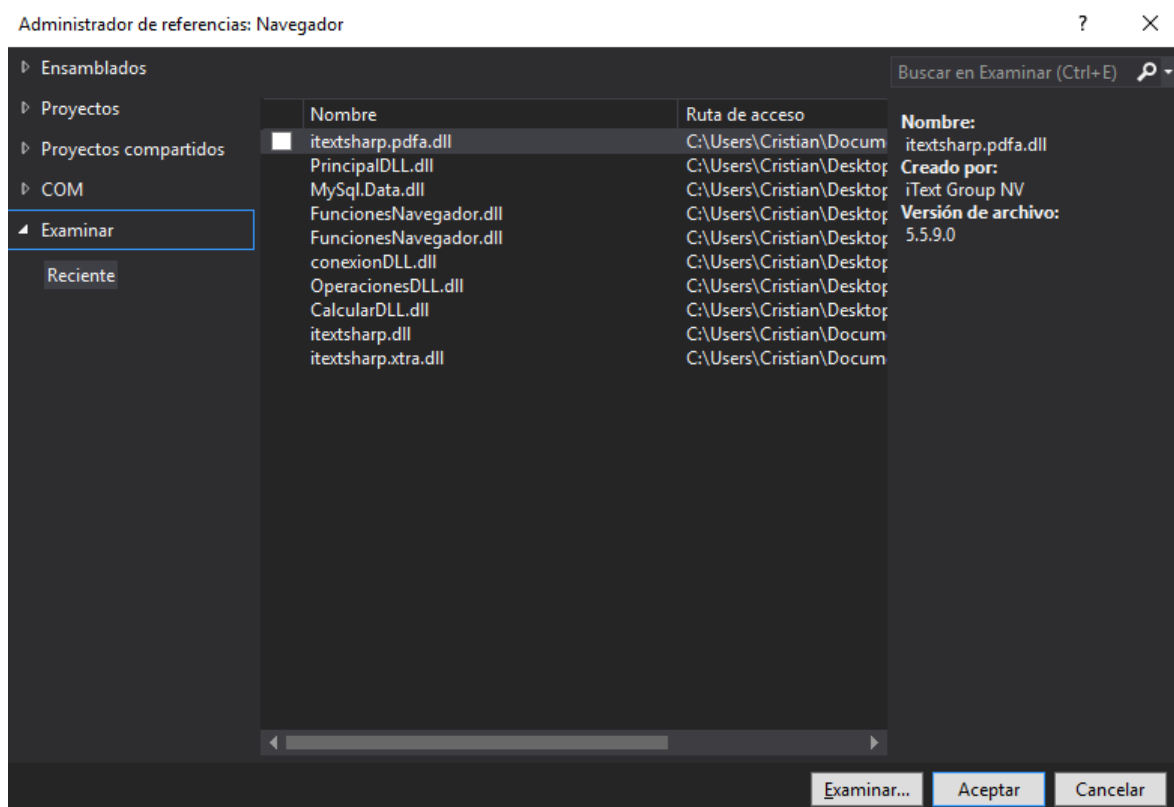 Administrador de referencias: Navegador ? ✕
Ensamblados
Proyectos
Proyectos compartidos
COM
Examinar
Reciente
Nombre Ruta de acceso
itextsharp.pdfa.dll C:\Users\Cristian\Docum
PrincipalDLL.dll C:\Users\Cristian\Desktop
MySql.Data.dll C:\Users\Cristian\Desktop
FuncionesNavegador.dll C:\Users\Cristian\Desktop
FuncionesNavegador.dll C:\Users\Cristian\Desktop
conexionDLL.dll C:\Users\Cristian\Desktop
OperacionesDLL.dll C:\Users\Cristian\Desktop
CalcularDLL.dll C:\Users\Cristian\Desktop
itextsharp.dll C:\Users\Cristian\Docum
itextsharp.xtra.dll C:\Users\Cristian\Docum
Buscar en Examinar (Ctrl+E)
Nombre:
itextsharp.pdfa.dll
Creado por:
iText Group NV
Versión de archivo:
5.5.9.0
Examinar... Aceptar Cancelar